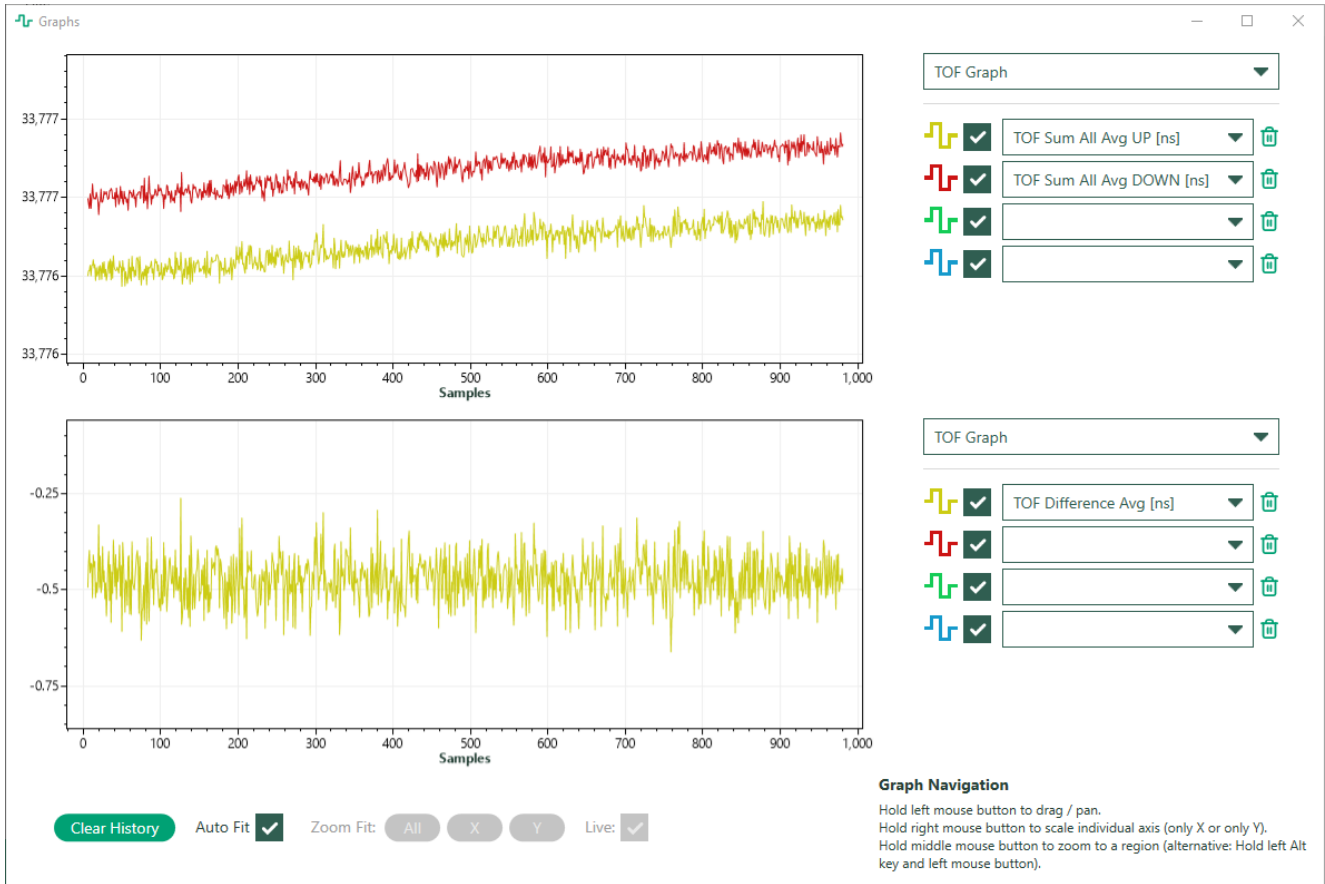 Graphs
TOF Graph
33,777
33,777
33,776
33,776
0 100 200 300 400 500 600 700 800 900 1,000
Samples
TOF Sum All Avg UP [ns]
TOF Sum All Avg DOWN [ns]
TOF Graph
-0.25
-0.5
-0.75
0 100 200 300 400 500 600 700 800 900 1,000
Samples
TOF Difference Avg [ns]
Clear History Auto Fit Zoom Fit: All X Y Live:
Graph Navigation
Hold left mouse button to drag / pan.
Hold right mouse button to scale individual axis (only X or only Y).
Hold middle mouse button to zoom to a region (alternative: Hold left Alt
key and left mouse button).